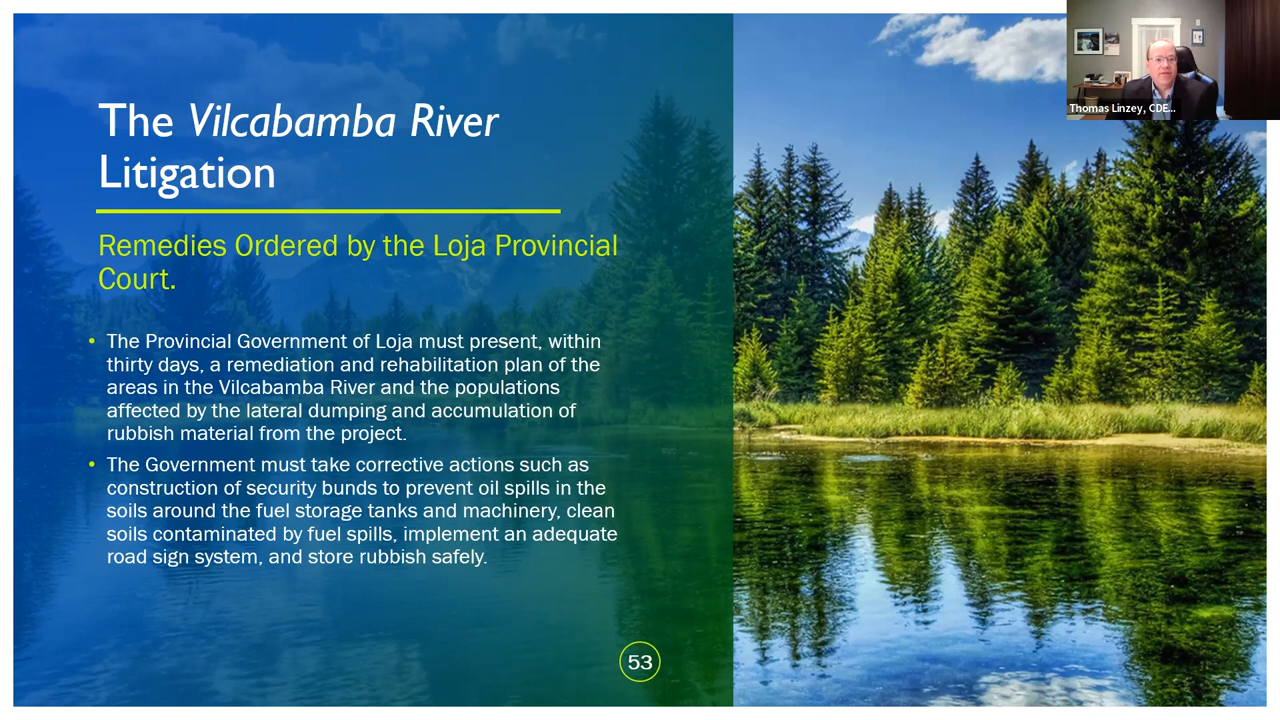 The Vilcabamba River
Litigation
Remedies Ordered by the Loja Provincial
Court.
• The Provincial Government of Loja must present, within
thirty days, a remediation and rehabilitation plan of the
areas in the Vilcabamba River and the populations
affected by the lateral dumping and accumulation of
rubbish material from the project.
• The Government must take corrective actions such as
construction of security bunds to prevent oil spills in the
soils around the fuel storage tanks and machinery, clean
soils contaminated by fuel spills, implement an adequate
road sign system, and store rubbish safely.
53
Thomas Linzey, CDE...